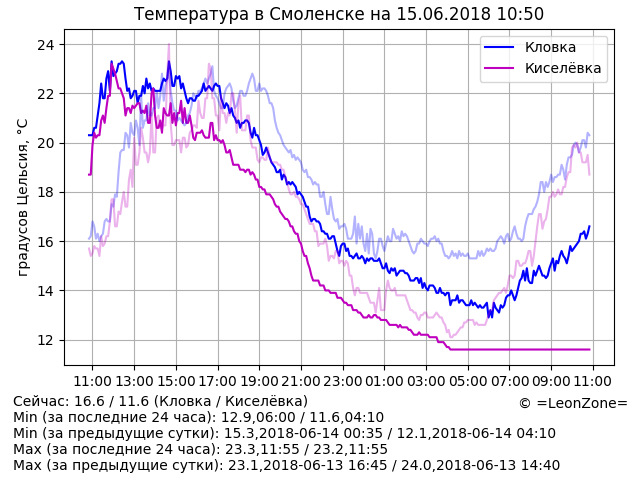 Температура в Смоленске на 15.06.2018 10:50
градусов Цельсия, °C
24
22
20
18
16
14
12
Кловка
Киселёвка
11:00 13:00 15:00 17:00 19:00 21:00 23:00 01:00 03:00 05:00 07:00 09:00 11:00
Сейчас: 16.6 / 11.6 (Кловка / Киселёвка)
© =LeonZone=
Min (за последние 24 часа): 12.9,06:00 / 11.6,04:10
Min (за предыдущие сутки): 15.3,2018-06-14 00:35 / 12.1,2018-06-14 04:10
Max (за последние 24 часа): 23.3,11:55 / 23.2,11:55
Max (за предыдущие сутки): 23.1,2018-06-13 16:45 / 24.0,2018-06-13 14:40